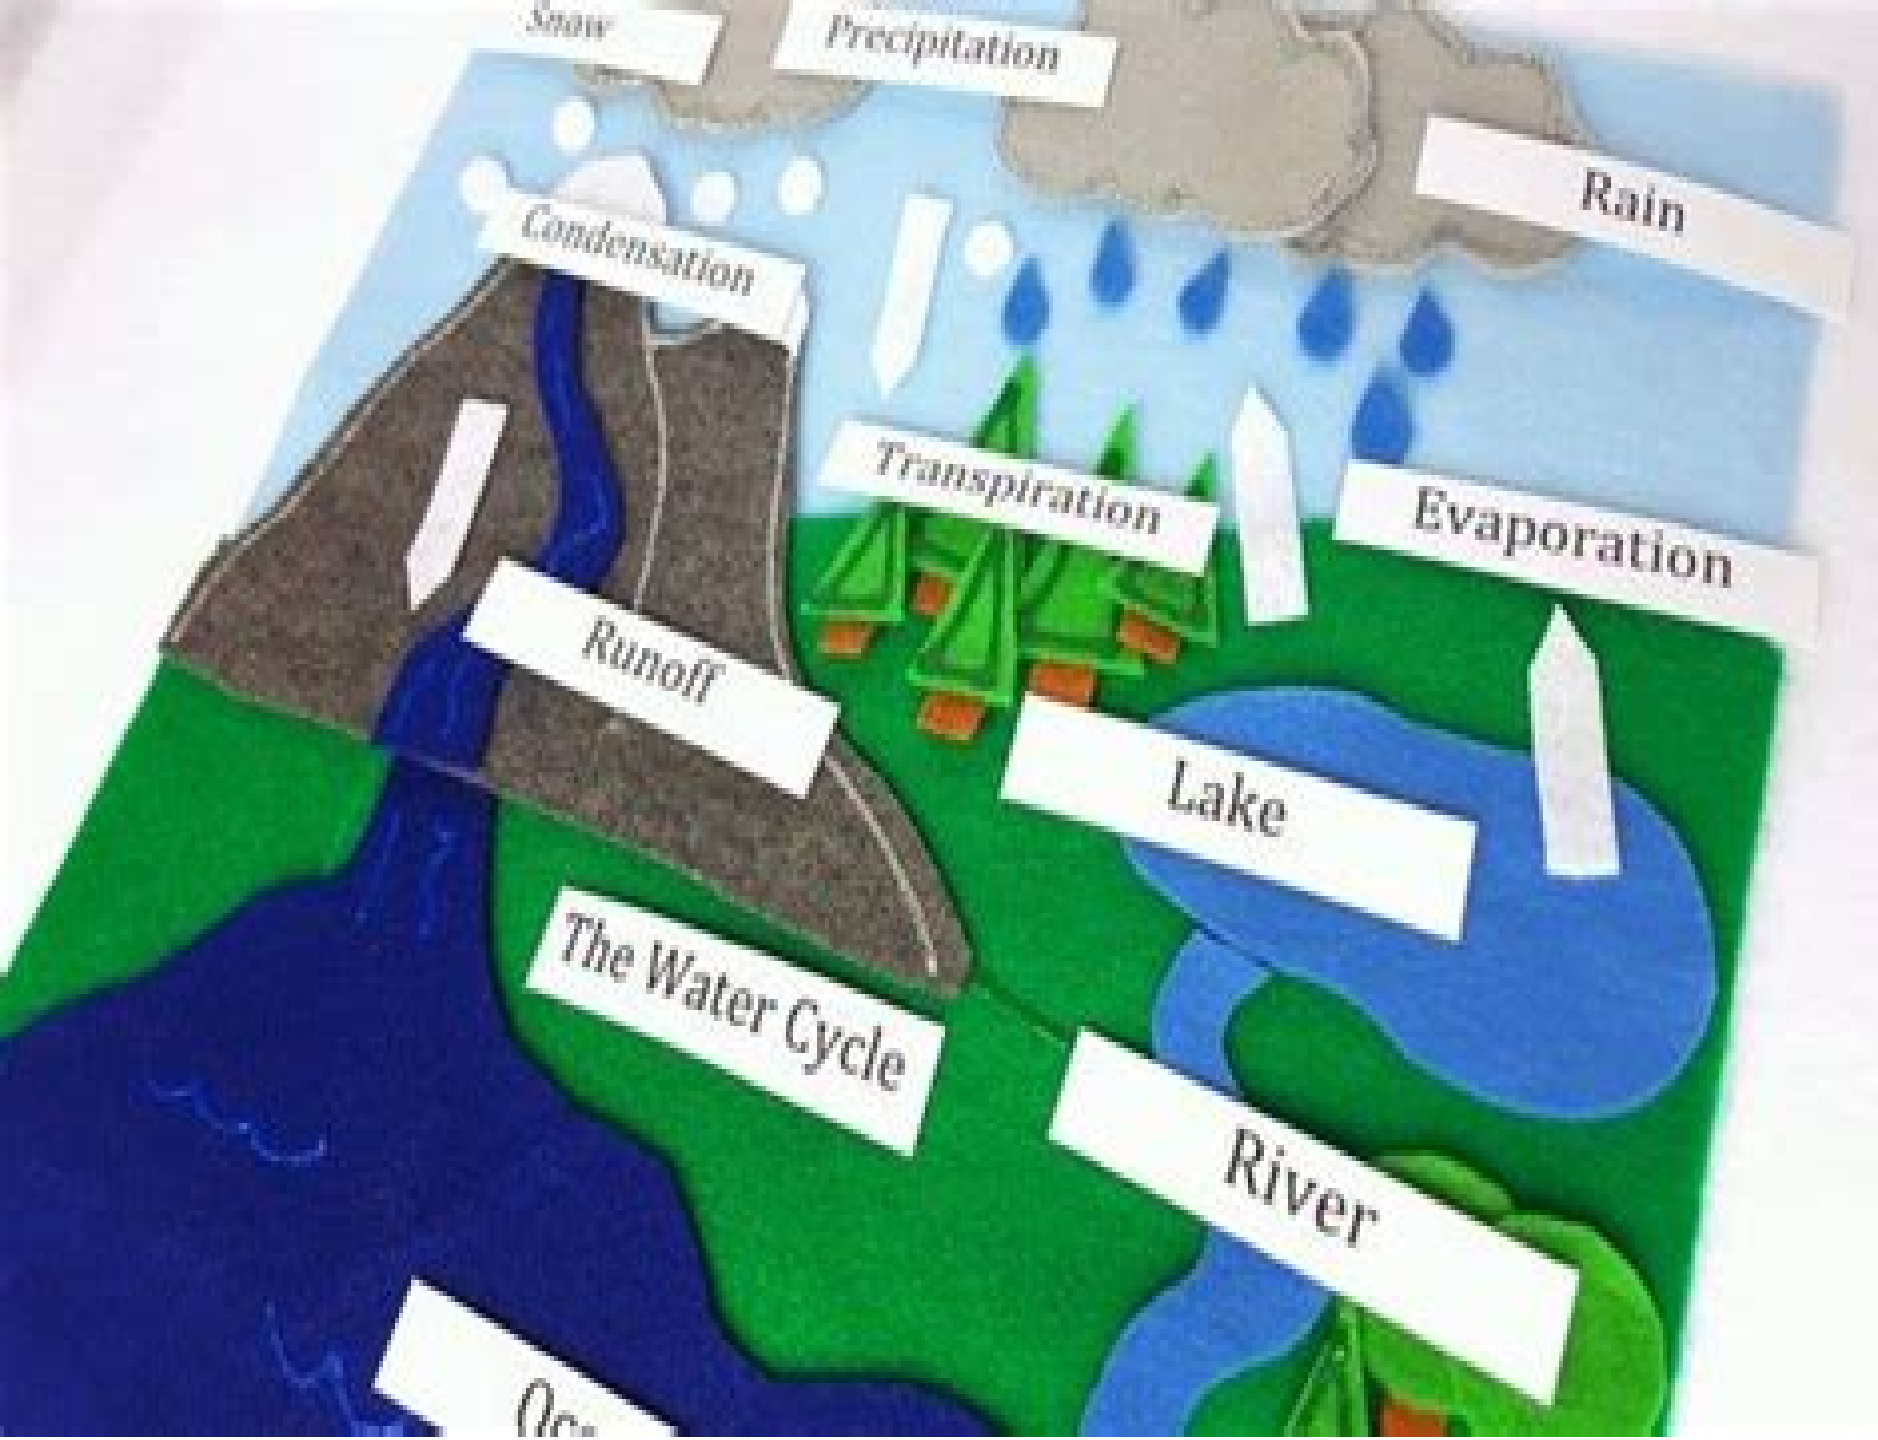 Snow
Precipitation
Rain
Condensation
Transpiration
Evaporation
Runoff
Lake
The Water Cycle
River